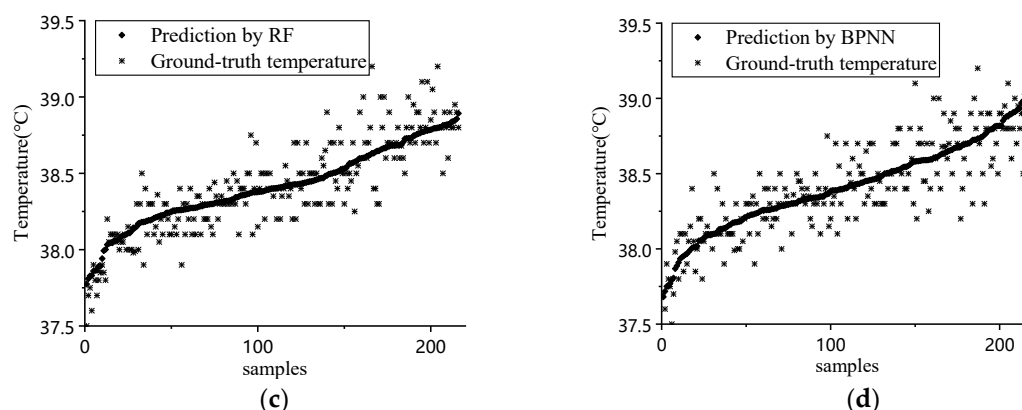 39.5
Prediction by RF
Ground-truth temperature
39.0
38.5
38.0
37.5
Temperature(°C)
0
100
200
samples
(c)
39.5
Prediction by BPNN
Ground-truth temperature
39.0
38.5
38.0
37.5
Temperature(°C)
0
100
200
samples
(d)